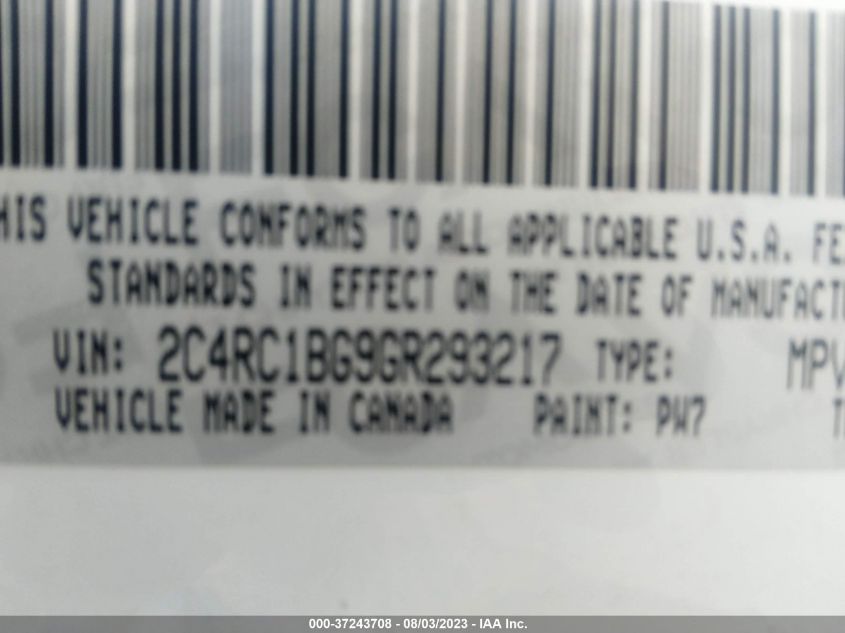 HIS VEHICLE CONFORMS TO ALL APPLICABLE U.S.A. FE
STANDARDS IN EFFECT ON THE DATE OF MANUFACT
VIN: 2C4RC1BG9GR293217 TYPE: MPV
VEHICLE MADE IN CANADA PAINT: PW7 T
000-37243708 - 08/03/2023 - IAA Inc.